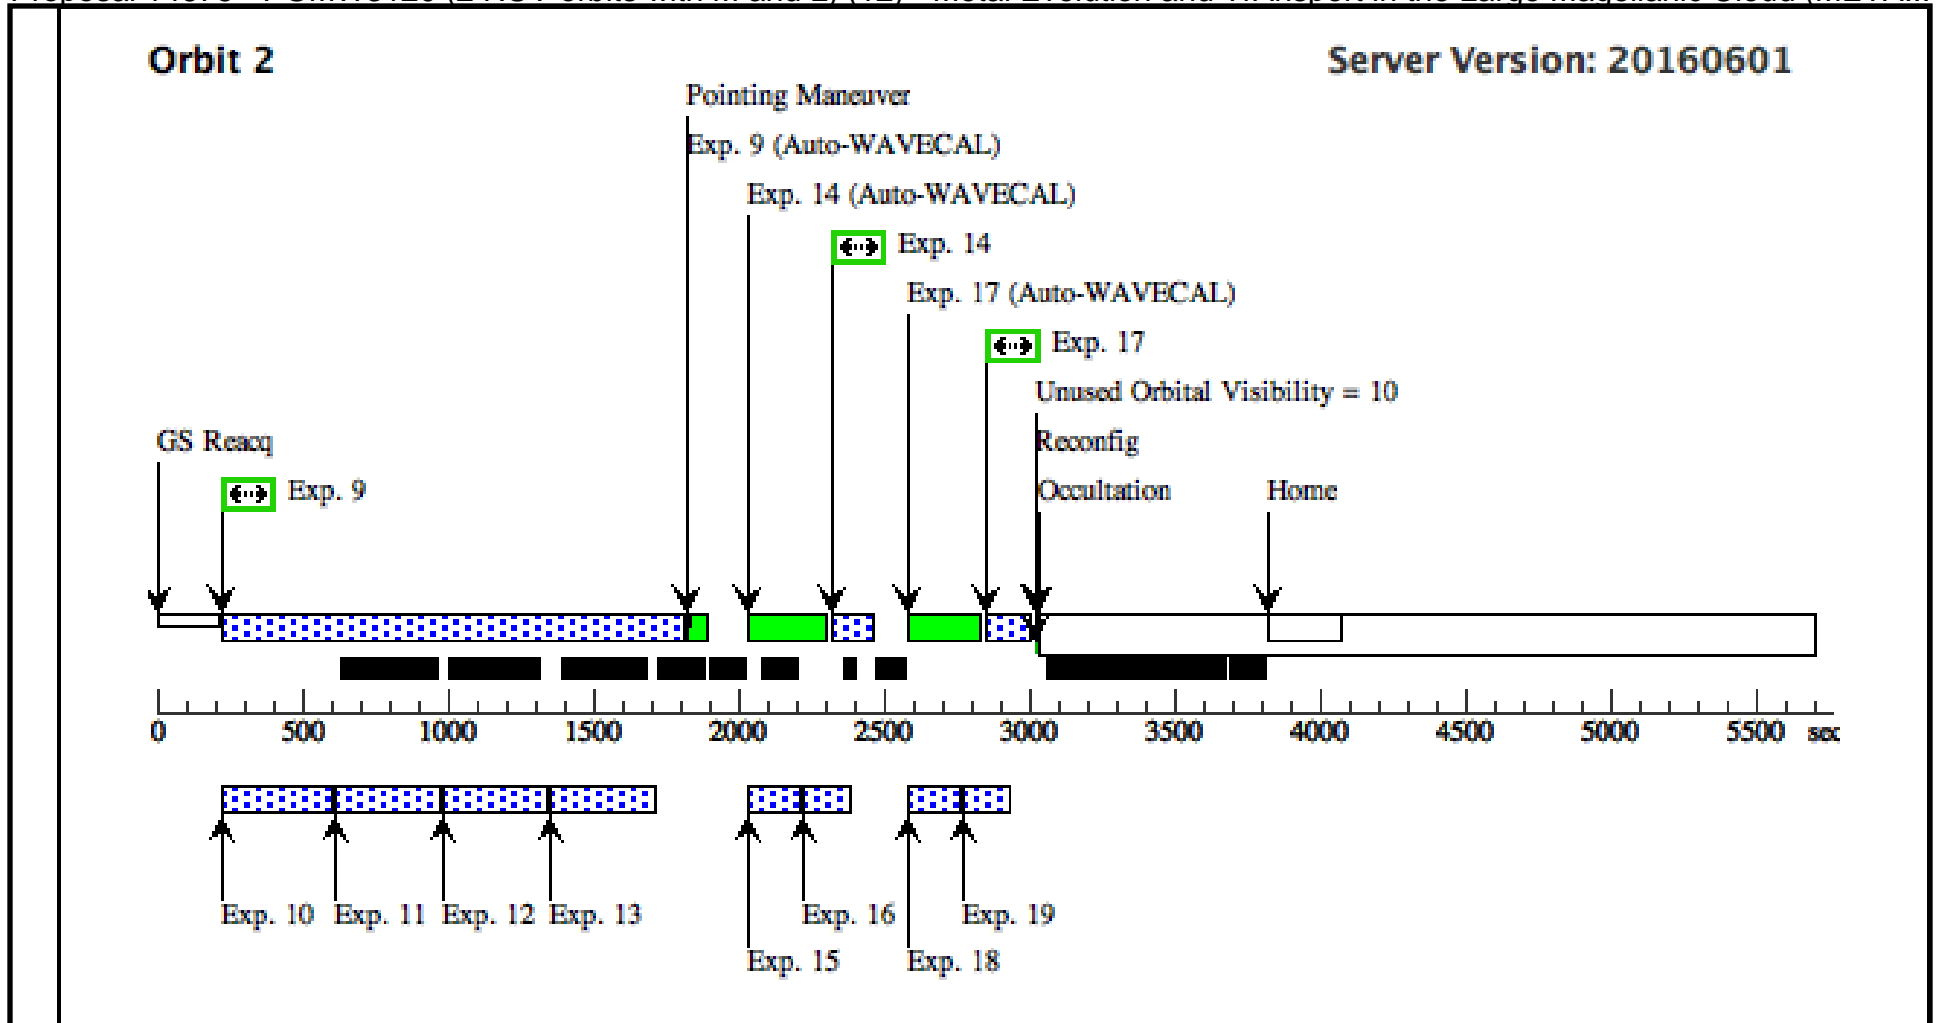 Orbit 2
Server Version: 20160601
Pointing Maneuver
Exp. 9 (Auto-WAVECAL)
Exp. 14 (Auto-WAVECAL)
Exp. 14
Exp. 17 (Auto-WAVECAL)
Exp. 17
Unused Orbital Visibility = 10
GS Reacq
Reconfig
Exp. 9
Occultation
Home
0 500 1000 1500 2000 2500 3000 3500 4000 4500 5000 5500 sec
Exp. 10 Exp. 11 Exp. 12 Exp. 13 Exp. 16 Exp. 19
Exp. 15 Exp. 18